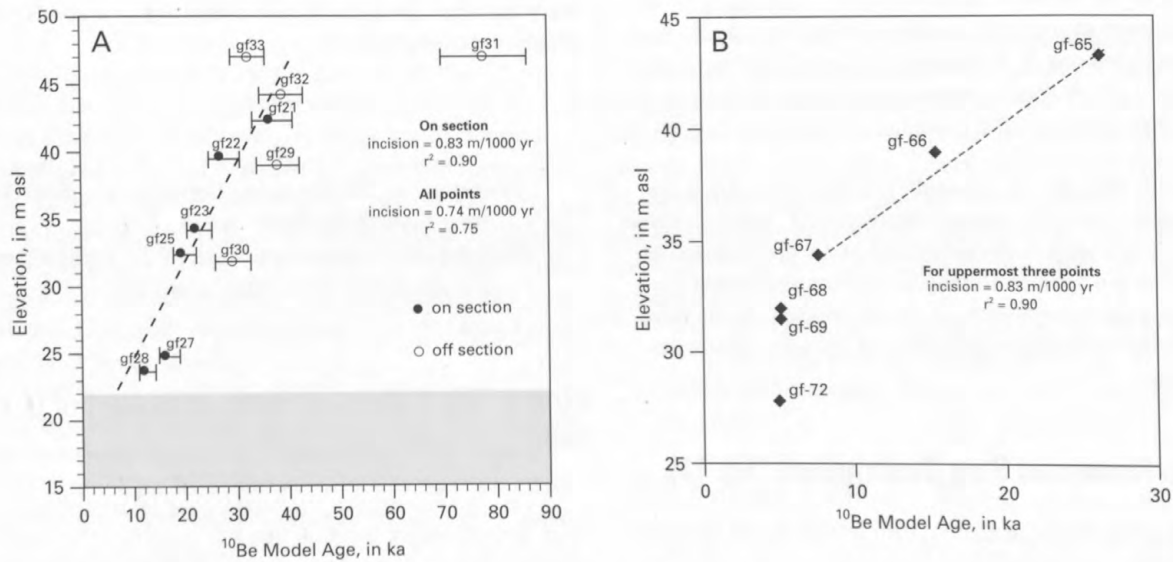 A
50
45
40
35
30
25
20
15
Elevation, in m asl
gf33
gf31
gf32
gf21
gf22
gf29
gf23
gf25
gf30
gf27
gf28
On section
incision = 0.83 m/1000 yr
r² = 0.90
All points
incision = 0.74 m/1000 yr
r² = 0.75
on section
off section
0 10 20 30 40 50 60 70 80 90
¹⁰Be Model Age, in ka
B
45
40
35
30
25
Elevation, in m asl
gf-65
gf-66
gf-67
gf-68
gf-69
gf-72
For uppermost three points
incision = 0.83 m/1000 yr
r² = 0.90
0 10 20 30
¹⁰Be Model Age, in ka